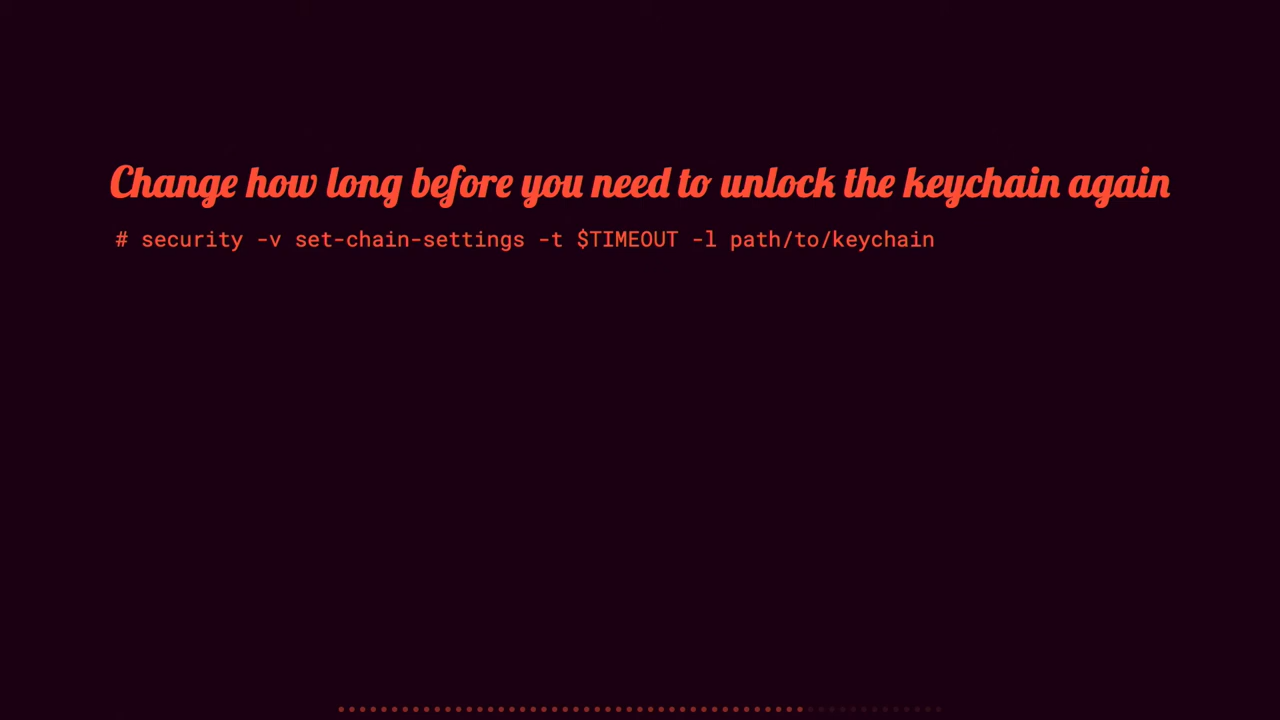 Change how long before you need to unlock the keychain again
# security -v set-chain-settings -t $TIMEOUT -l path/to/keychain